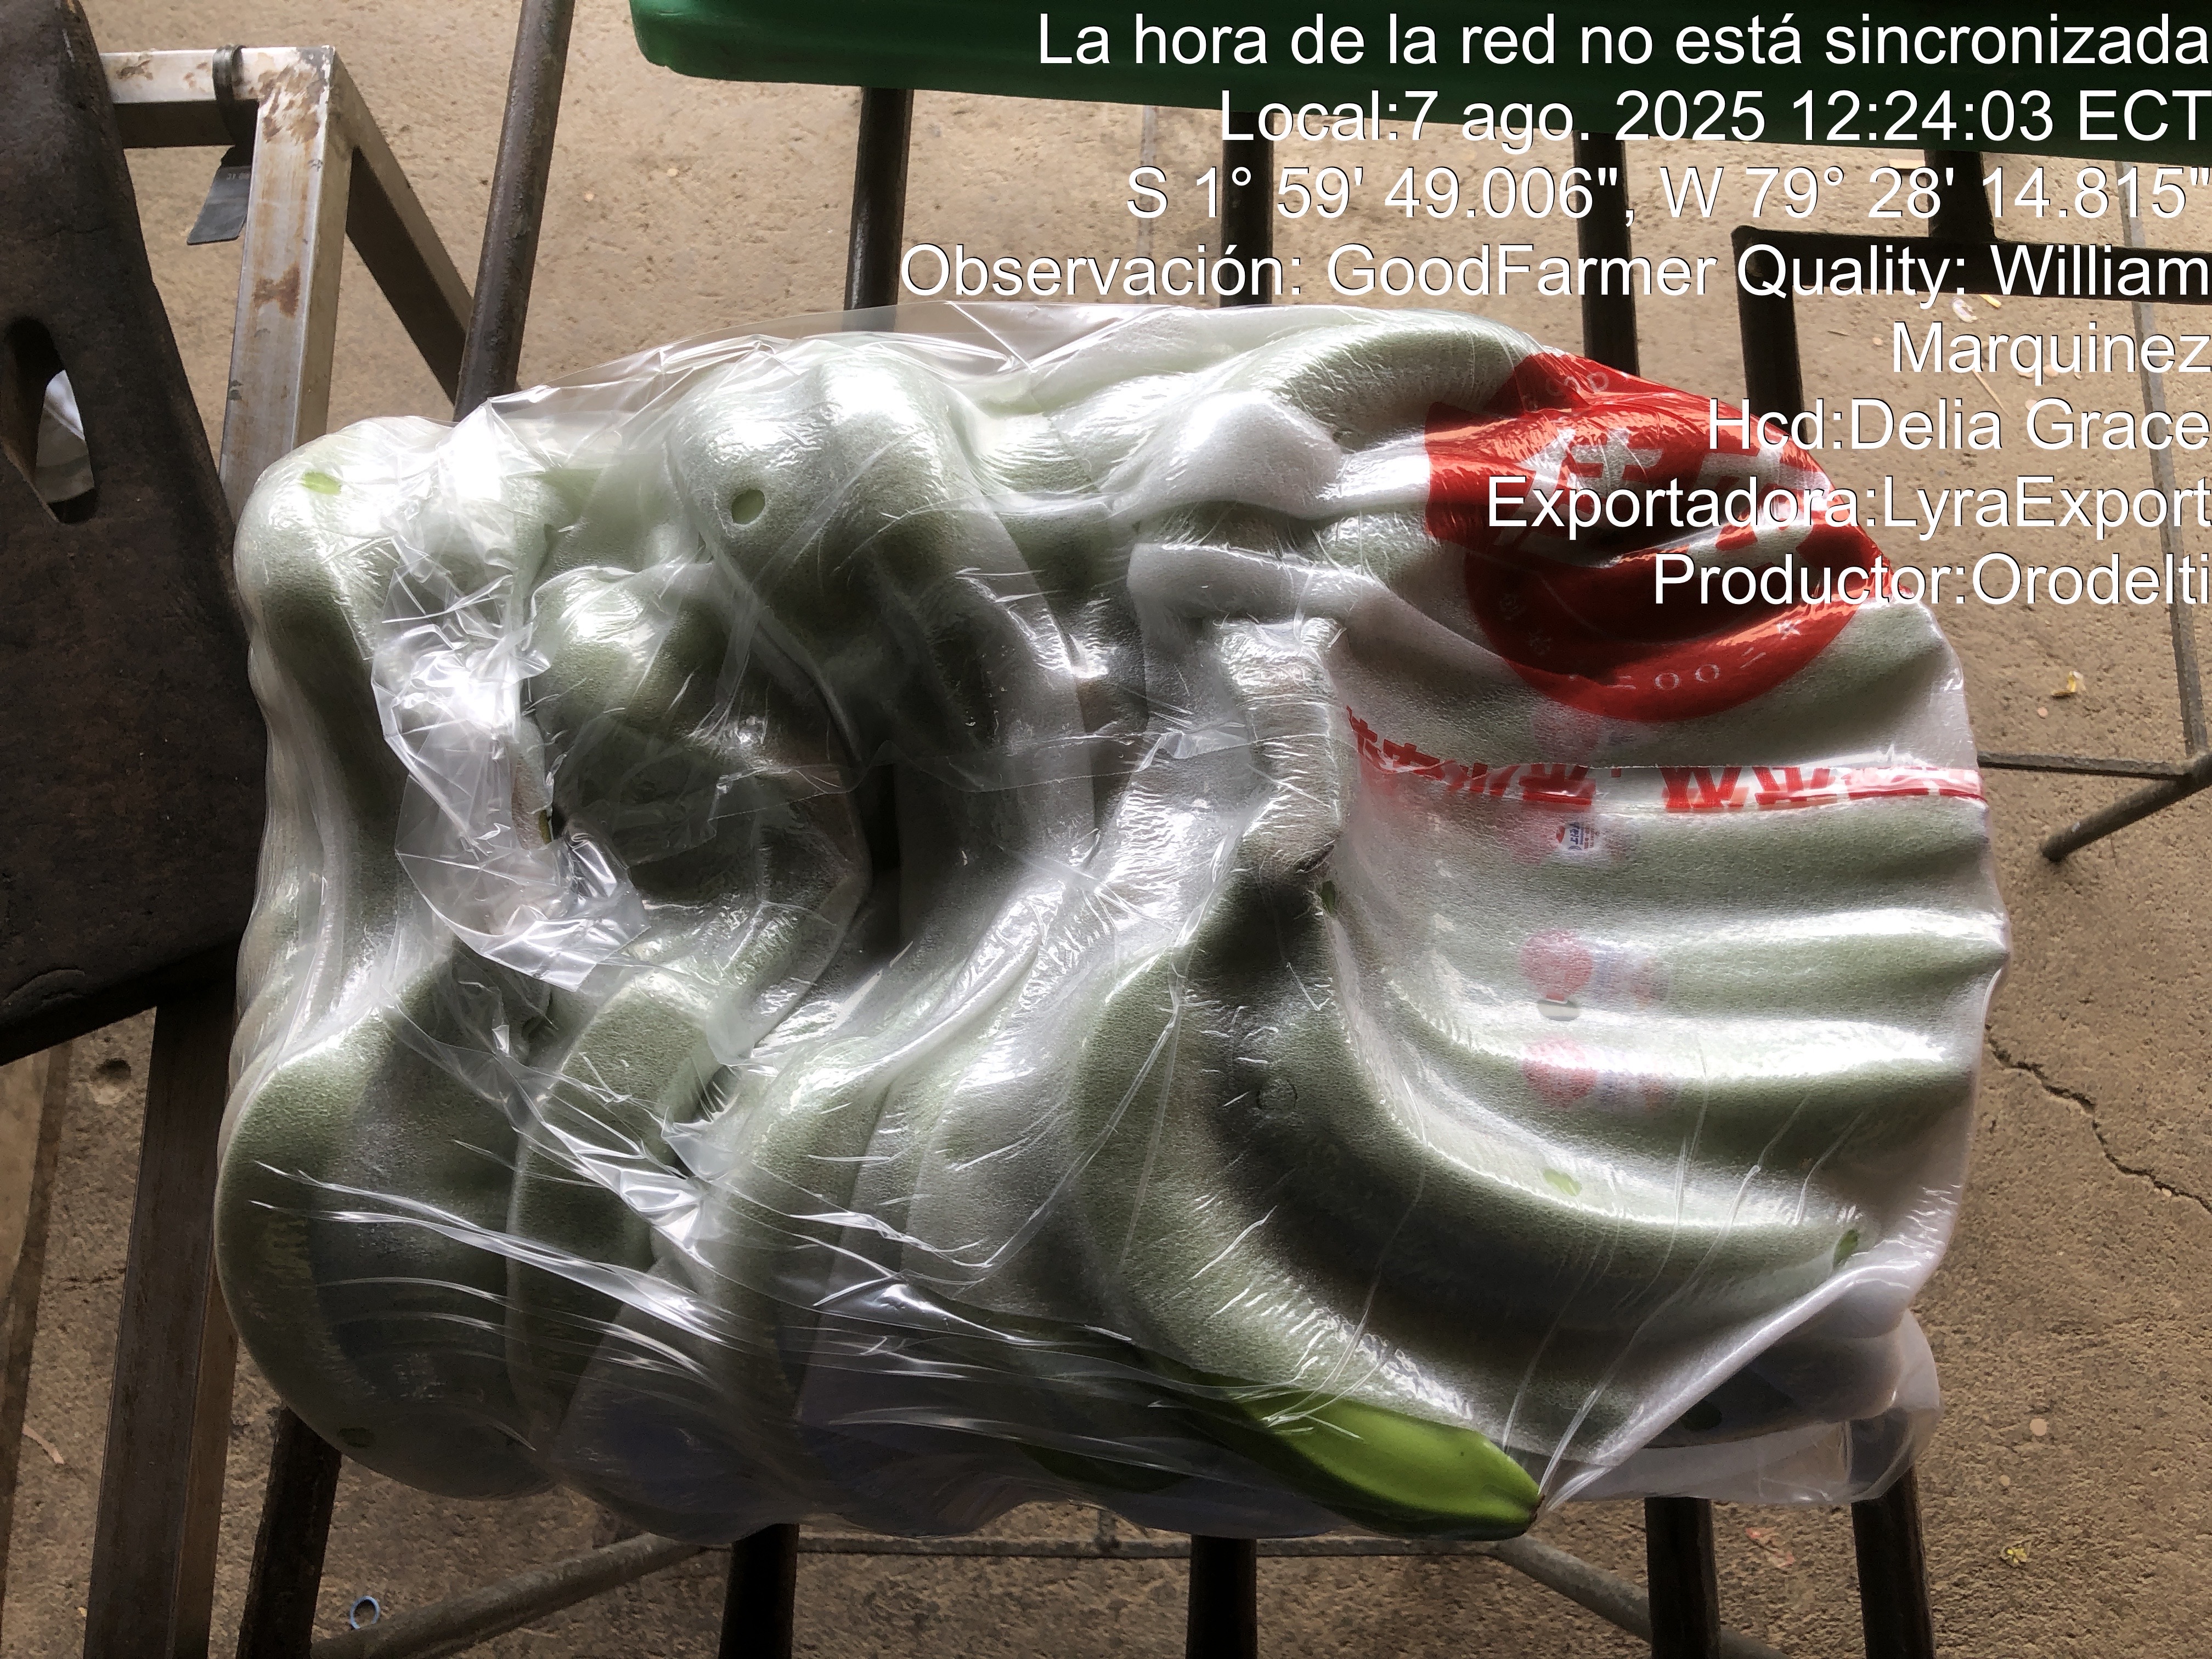 La hora de la red no está sincronizada
Local:7 ago. 2025 12:24:03 ECT
S 1° 59' 49.006", W 79° 28' 14.815"
Observación: GoodFarmer Quality: William
Marquinez
Hcd:Delia Grace
Exportadora:LyraExport
Productor:Orodelti